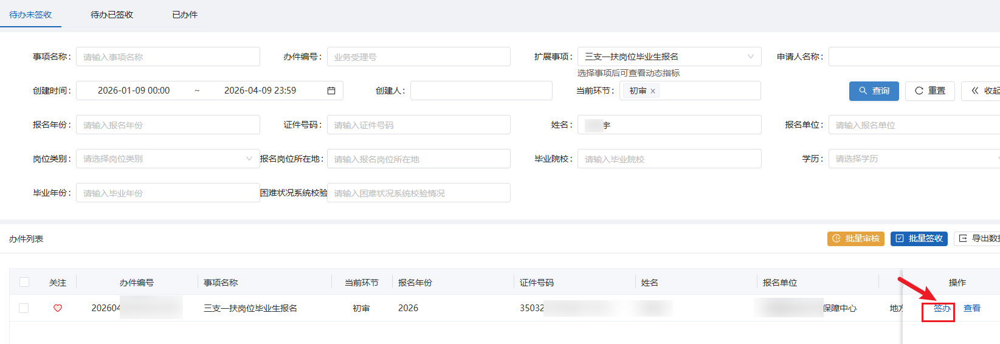 待办未签收 待办已签收 已办件
事项名称： 请输入事项名称 办件编号： 业务受理号 扩展事项： 三支一扶岗位毕业生报名 申请人名称：
选择事项后可查看动态指标
创建时间： 2026-01-09 00:00 ~ 2026-04-09 23:59 创建人： 当前环节： 初审 × 查询 重置 收起
报名年份： 请输入报名年份 证件号码： 请输入证件号码 姓名： 宇 报名单位： 请输入报名单位
岗位类别： 请选择岗位类别 报名岗位所在地： 请输入报名岗位所在地 毕业院校： 请输入毕业院校 学历： 请选择学历
毕业年份： 请输入毕业年份 困难状况系统校验 请输入困难状况系统校验情况
办件列表 批量审核 批量签收 导出数据
关注 办件编号 事项名称 当前环节 报名年份 证件号码 姓名 报名单位 操作
202604 三支一扶岗位毕业生报名 初审 2026 35032 保障中心 地方 签办 查看